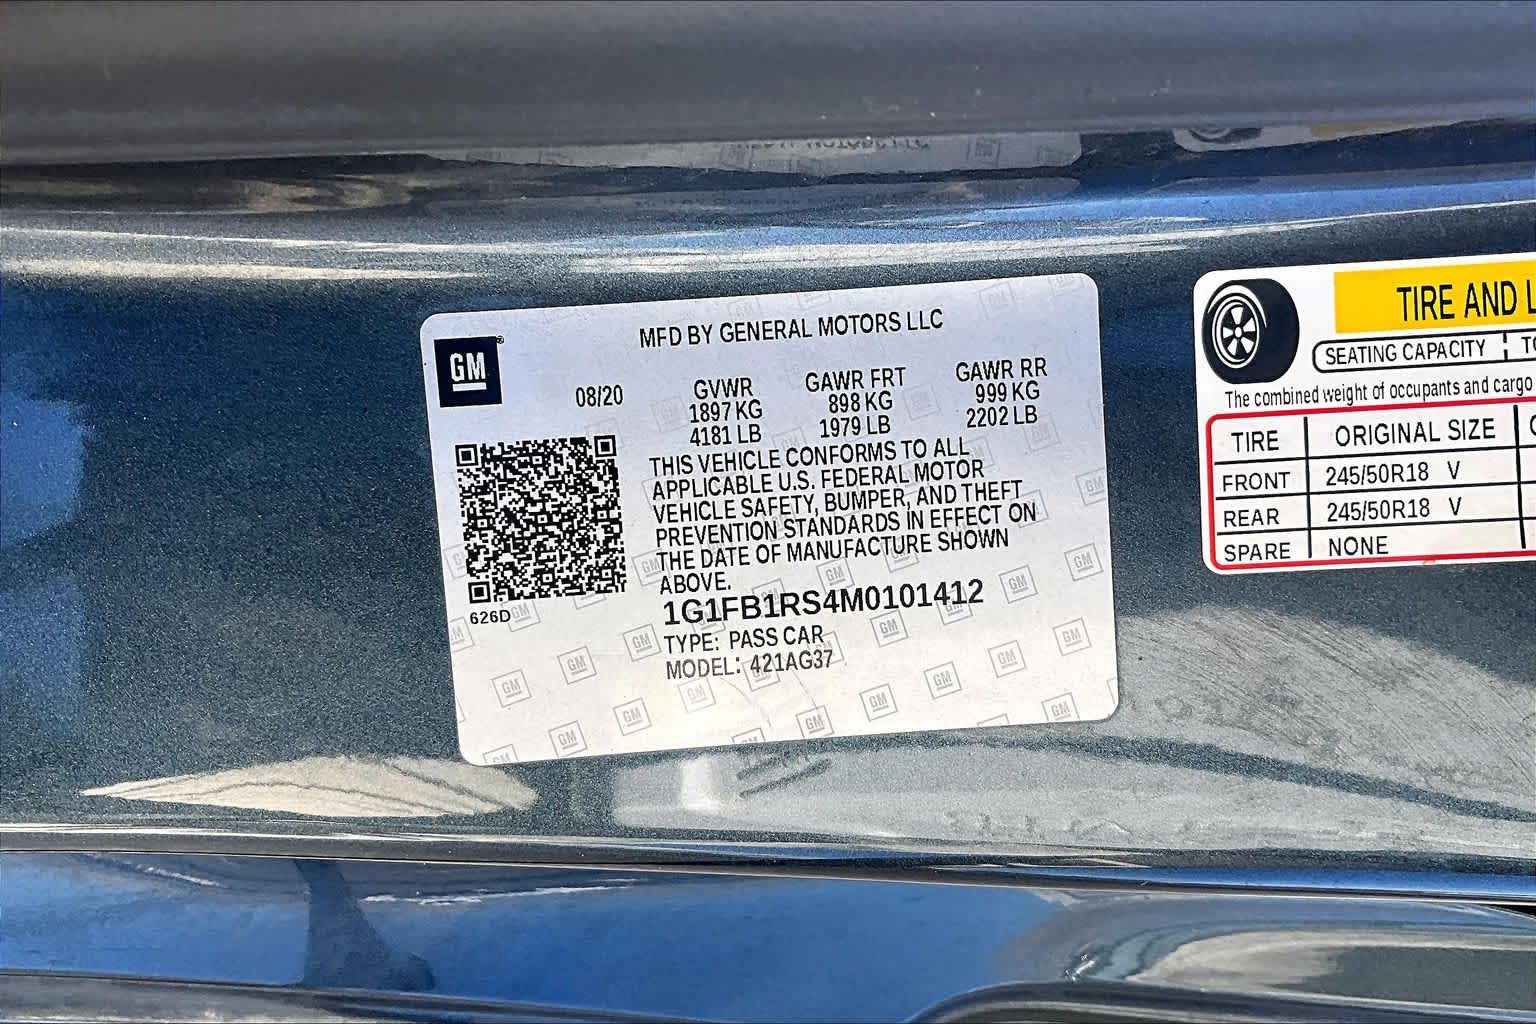 GM
MFD BY GENERAL MOTORS LLC
08/20
GVWR
1897 KG
4181 LB
GAWR FRT
898 KG
1979 LB
GAWR RR
999 KG
2202 LB
THIS VEHICLE CONFORMS TO ALL
APPLICABLE U.S. FEDERAL MOTOR
VEHICLE SAFETY, BUMPER, AND THEFT
PREVENTION STANDARDS IN EFFECT ON
THE DATE OF MANUFACTURE SHOWN
ABOVE.
626D
1G1FB1RS4M0101412
TYPE: PASS CAR
MODEL: 421AG37
TIRE AND
SEATING CAPACITY
The combined weight of occupants and cargo
TIRE ORIGINAL SIZE
FRONT 245/50R18 V
REAR 245/50R18 V
SPARE NONE